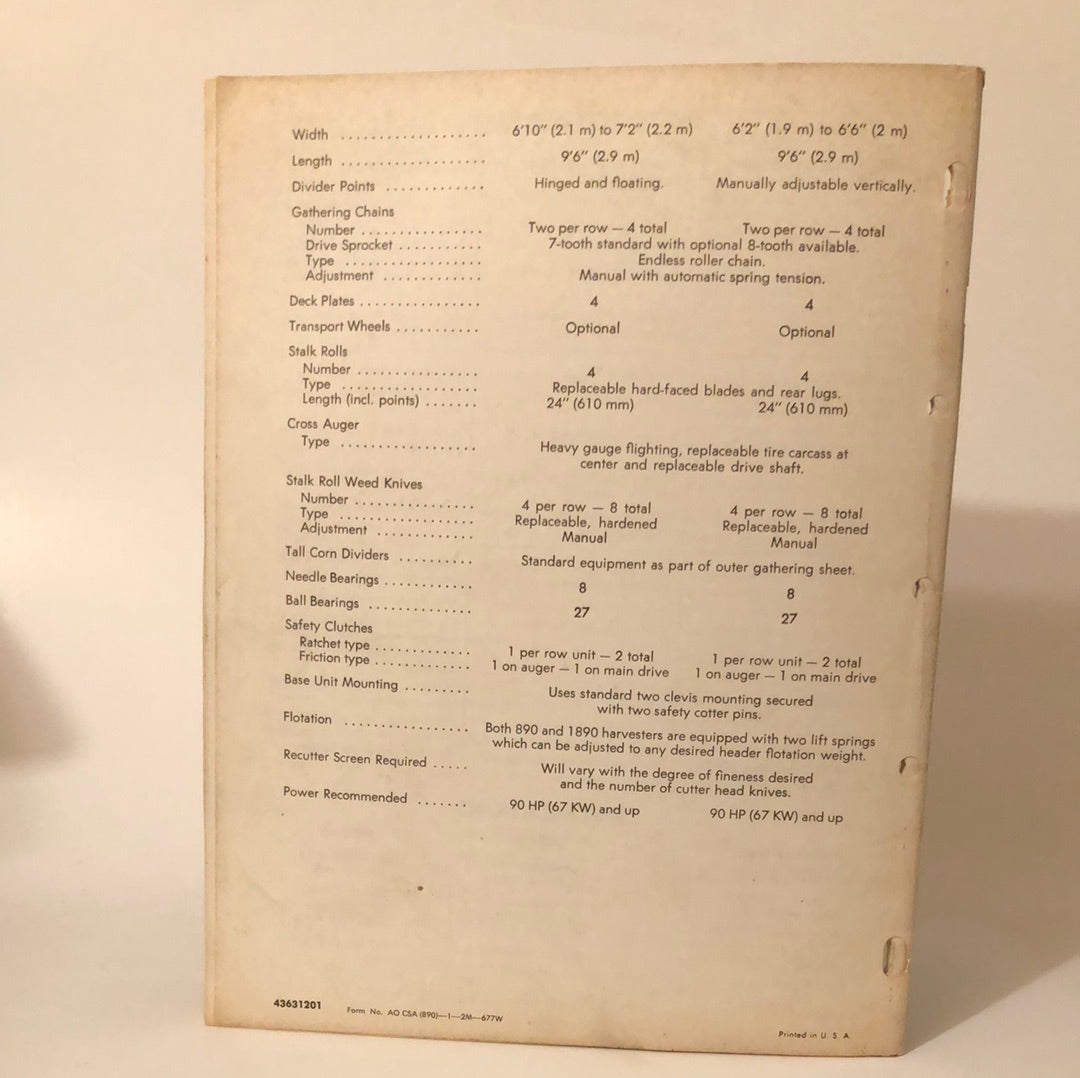 Width ................... 6'10" (2.1 m) to 7'2" (2.2 m) 6'2" (1.9 m) to 6'6" (2 m)
Length ................... 9'6" (2.9 m) 9'6" (2.9 m)
Divider Points ............. Hinged and floating. Manually adjustable vertically.
Gathering Chains
Number ................ Two per row — 4 total Two per row — 4 total
Drive Sprocket ........... 7-tooth standard with optional 8-tooth available.
Type .................. Endless roller chain.
Adjustment ............. Manual with automatic spring tension.
Deck Plates ................ 4 4
Transport Wheels ........... Optional Optional
Stalk Rolls
Number ................ 4 4
Type .................. Replaceable hard-faced blades and rear lugs.
Length (incl. points) ....... 24" (610 mm) 24" (610 mm)
Cross Auger
Type .................. Heavy gauge flighting, replaceable tire carcass at
center and replaceable drive shaft.
Stalk Roll Weed Knives
Number ................ 4 per row — 8 total 4 per row — 8 total
Type .................. Replaceable, hardened Replaceable, hardened
Adjustment ............. Manual Manual
Tall Corn Dividers .......... Standard equipment as part of outer gathering sheet.
Needle Bearings ............ 8 8
Ball Bearings .............. 27 27
Safety Clutches
Ratchet type ............. 1 per row unit — 2 total 1 per row unit — 2 total
Friction type ............. 1 on auger — 1 on main drive 1 on auger — 1 on main drive
Base Unit Mounting ......... Uses standard two clevis mounting secured
with two safety cotter pins.
Flotation ................. Both 890 and 1890 harvesters are equipped with two lift springs
which can be adjusted to any desired header flotation weight.
Recutter Screen Required ..... Will vary with the degree of fineness desired
and the number of cutter head knives.
Power Recommended ....... 90 HP (67 KW) and up 90 HP (67 KW) and up
43631201 Form No. AO CSA (890)—1—2M—677W
Printed in U. S. A.